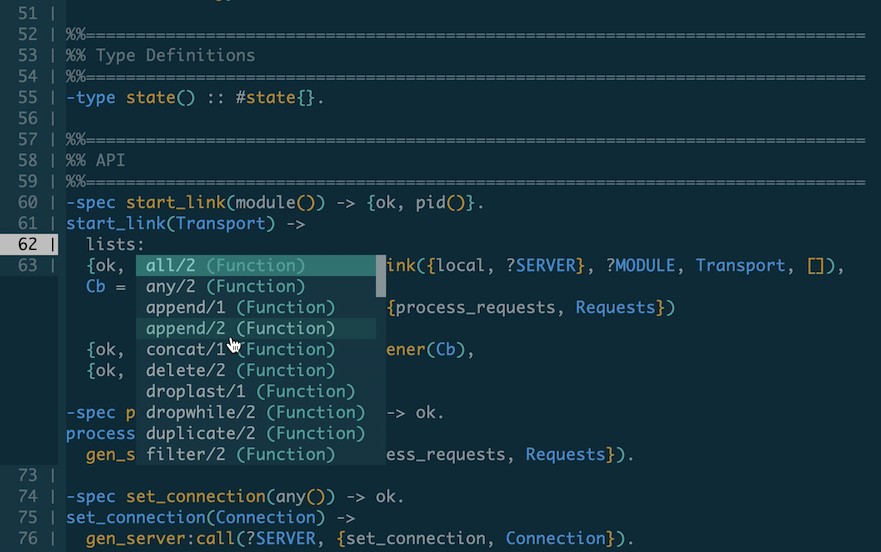 51 |
52 | %%==============================================================================
53 | %% Type Definitions
54 | %%==============================================================================
55 | -type state() :: #state{}.
56 |
57 | %%==============================================================================
58 | %% API
59 | %%==============================================================================
60 | -spec start_link(module()) -> {ok, pid()}.
61 | start_link(Transport) ->
62 |   lists:
63 |   {ok, all/2 (Function) ink({local, ?SERVER}, ?MODULE, Transport, []),
Cb = any/2 (Function)
append/1 (Function) {process_requests, Requests})
append/2 (Function)
{ok, concat/1 (Function) ener(Cb),
{ok, delete/2 (Function)
droplast/1 (Function)
-spec p dropwhile/2 (Function) -> ok.
process duplicate/2 (Function)
gen_s filter/2 (Function) ess_requests, Requests}).
73 |
74 | -spec set_connection(any()) -> ok.
75 | set_connection(Connection) ->
76 |   gen_server:call(?SERVER, {set_connection, Connection}).